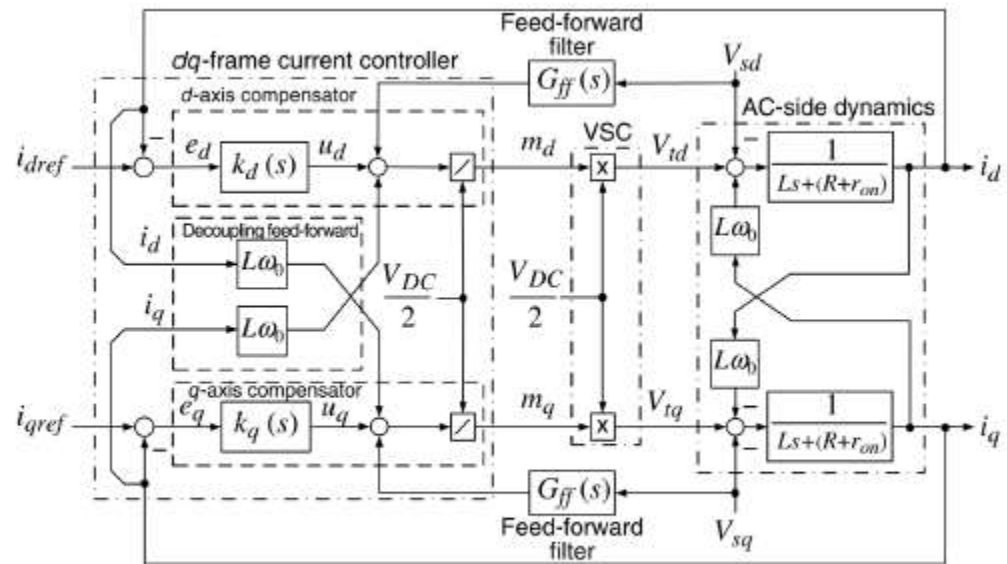 Feed-forward
filter
V_sd
dq-frame current controller
G_ff(s)
AC-side dynamics
d-axis compensator
VSC
i_dref
e_d
k_d(s)
u_d
m_d
x
V_td
1
Ls+(R+r_on)
i_d
Decoupling feed-forward
i_d
Lω_0
Lω_0
V_DC
2
V_DC
2
i_q
Lω_0
Lω_0
q-axis compensator
i_qref
e_q
k_q(s)
u_q
m_q
x
V_tq
1
Ls+(R+r_on)
i_q
G_ff(s)
Feed-forward
filter
V_sq